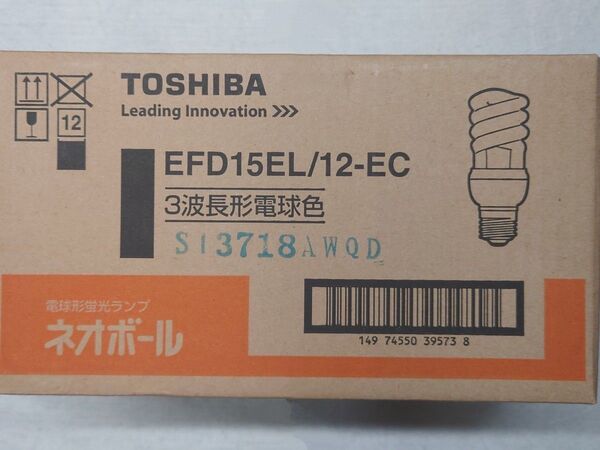 TOSHIBA
Leading Innovation >>>
12
EFD15EL/12-EC
3波長形電球色
S13718AWQD
電球形蛍光ランプ
ネオボール
149 74550 39573 8